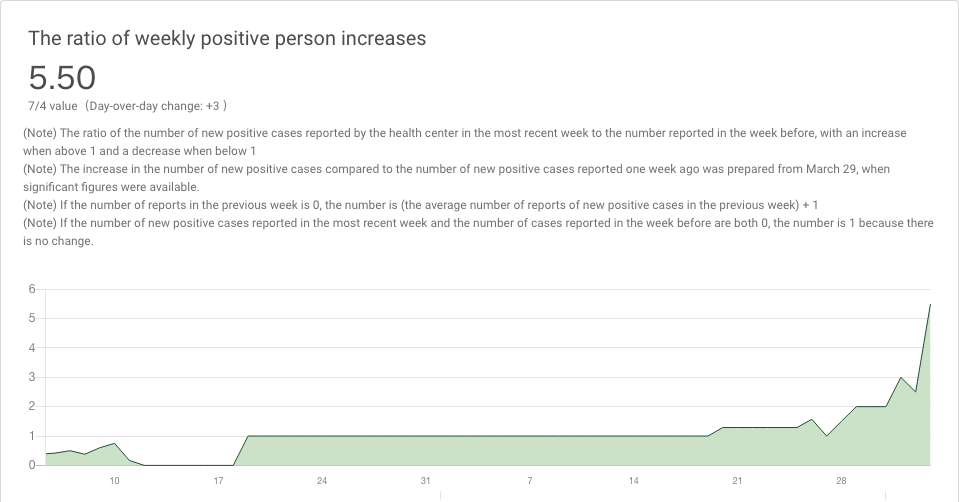 The ratio of weekly positive person increases
5.50
7/4 value （Day-over-day change: +3 ）
(Note) The ratio of the number of new positive cases reported by the health center in the most recent week to the number reported in the week before, with an increase
when above 1 and a decrease when below 1
(Note) The increase in the number of new positive cases compared to the number of new positive cases reported one week ago was prepared from March 29, when
significant figures were available.
(Note) If the number of reports in the previous week is 0, the number is (the average number of reports of new positive cases in the previous week) + 1
(Note) If the number of new positive cases reported in the most recent week and the number of cases reported in the week before are both 0, the number is 1 because there
is no change.
6
5
4
3
2
1
0
10 17 24 31 7 14 21 28